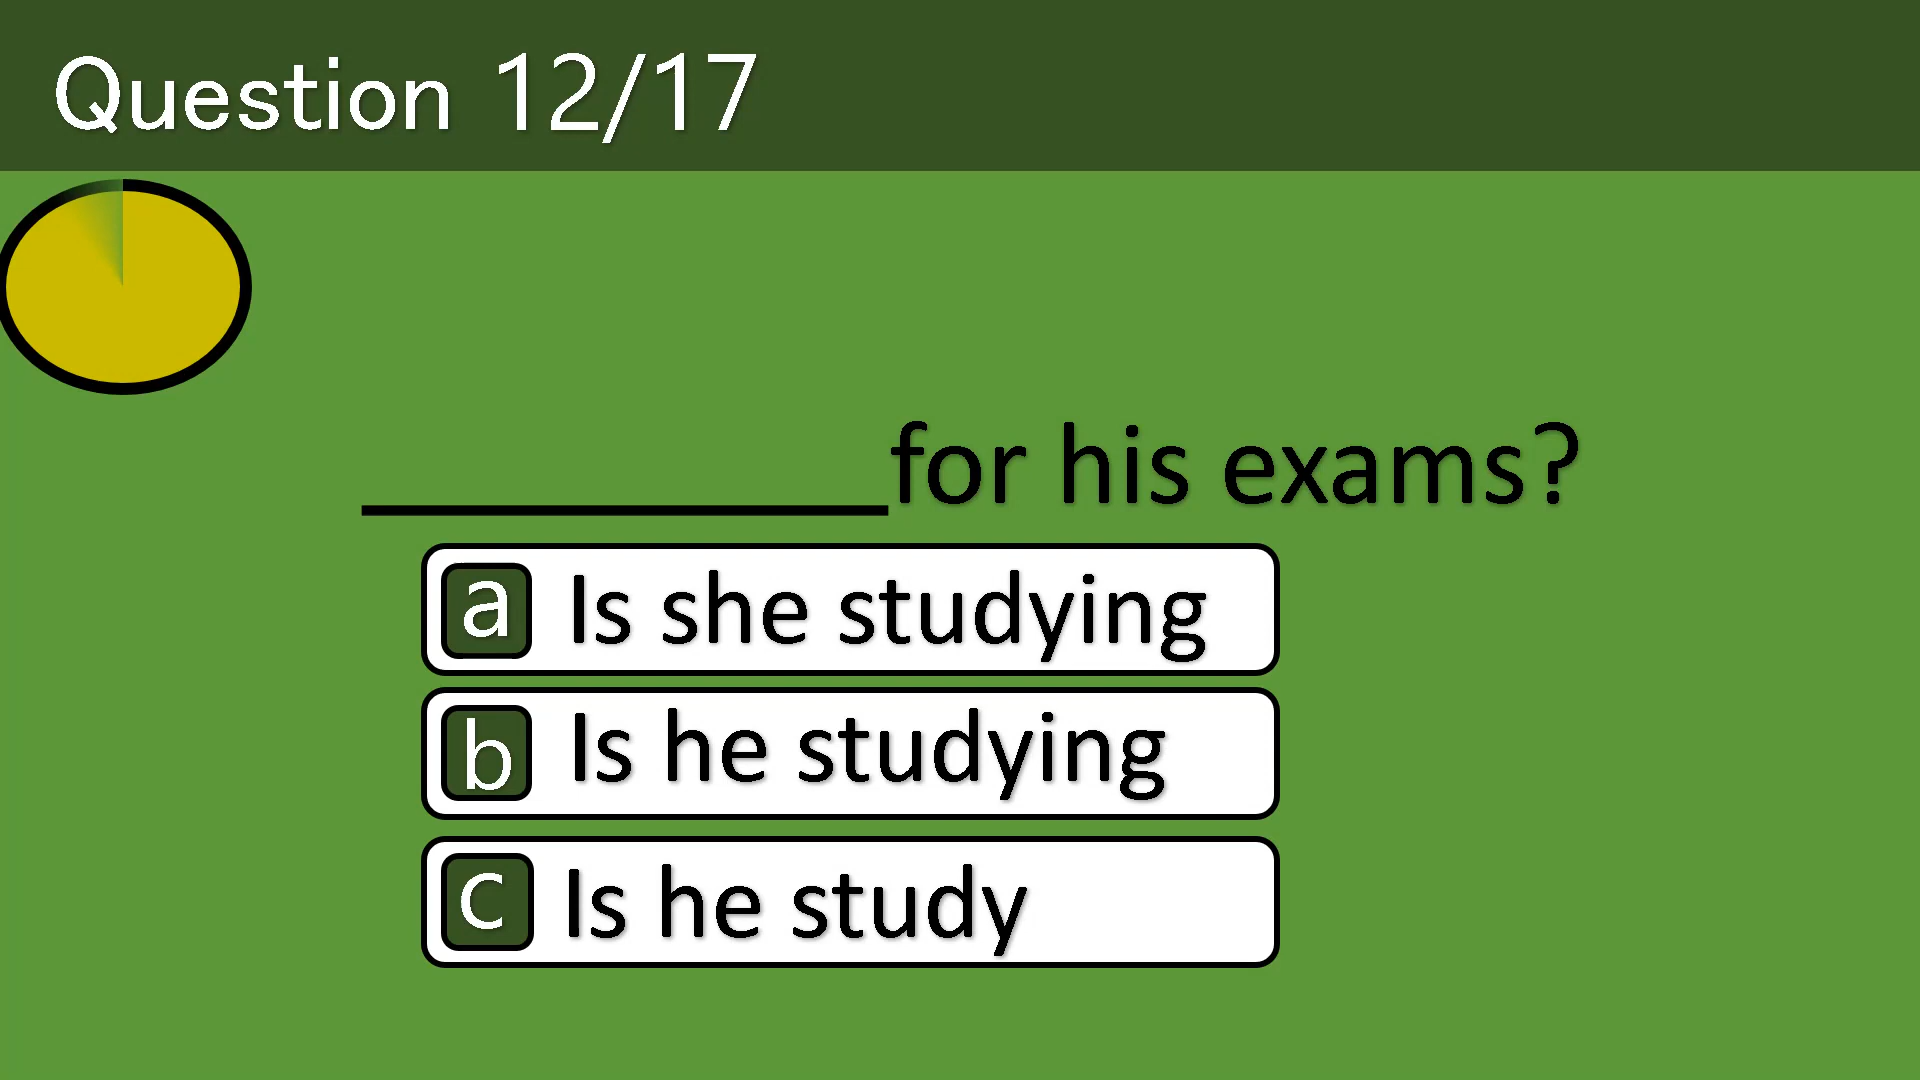 Question 12/17
__________for his exams?
a Is she studying
b Is he studying
c Is he study